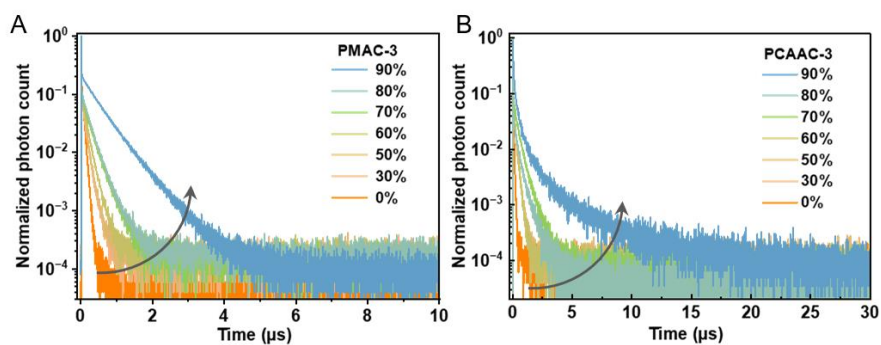 A
Normalized photon count
10⁰
10⁻¹
10⁻²
10⁻³
10⁻⁴
PMAC-3
90%
80%
70%
60%
50%
30%
0%
0 2 4 6 8 10
Time (µs)
B
Normalized photon count
10⁰
10⁻¹
10⁻²
10⁻³
10⁻⁴
PCAAC-3
90%
80%
70%
60%
50%
30%
0%
0 5 10 15 20 25 30
Time (µs)